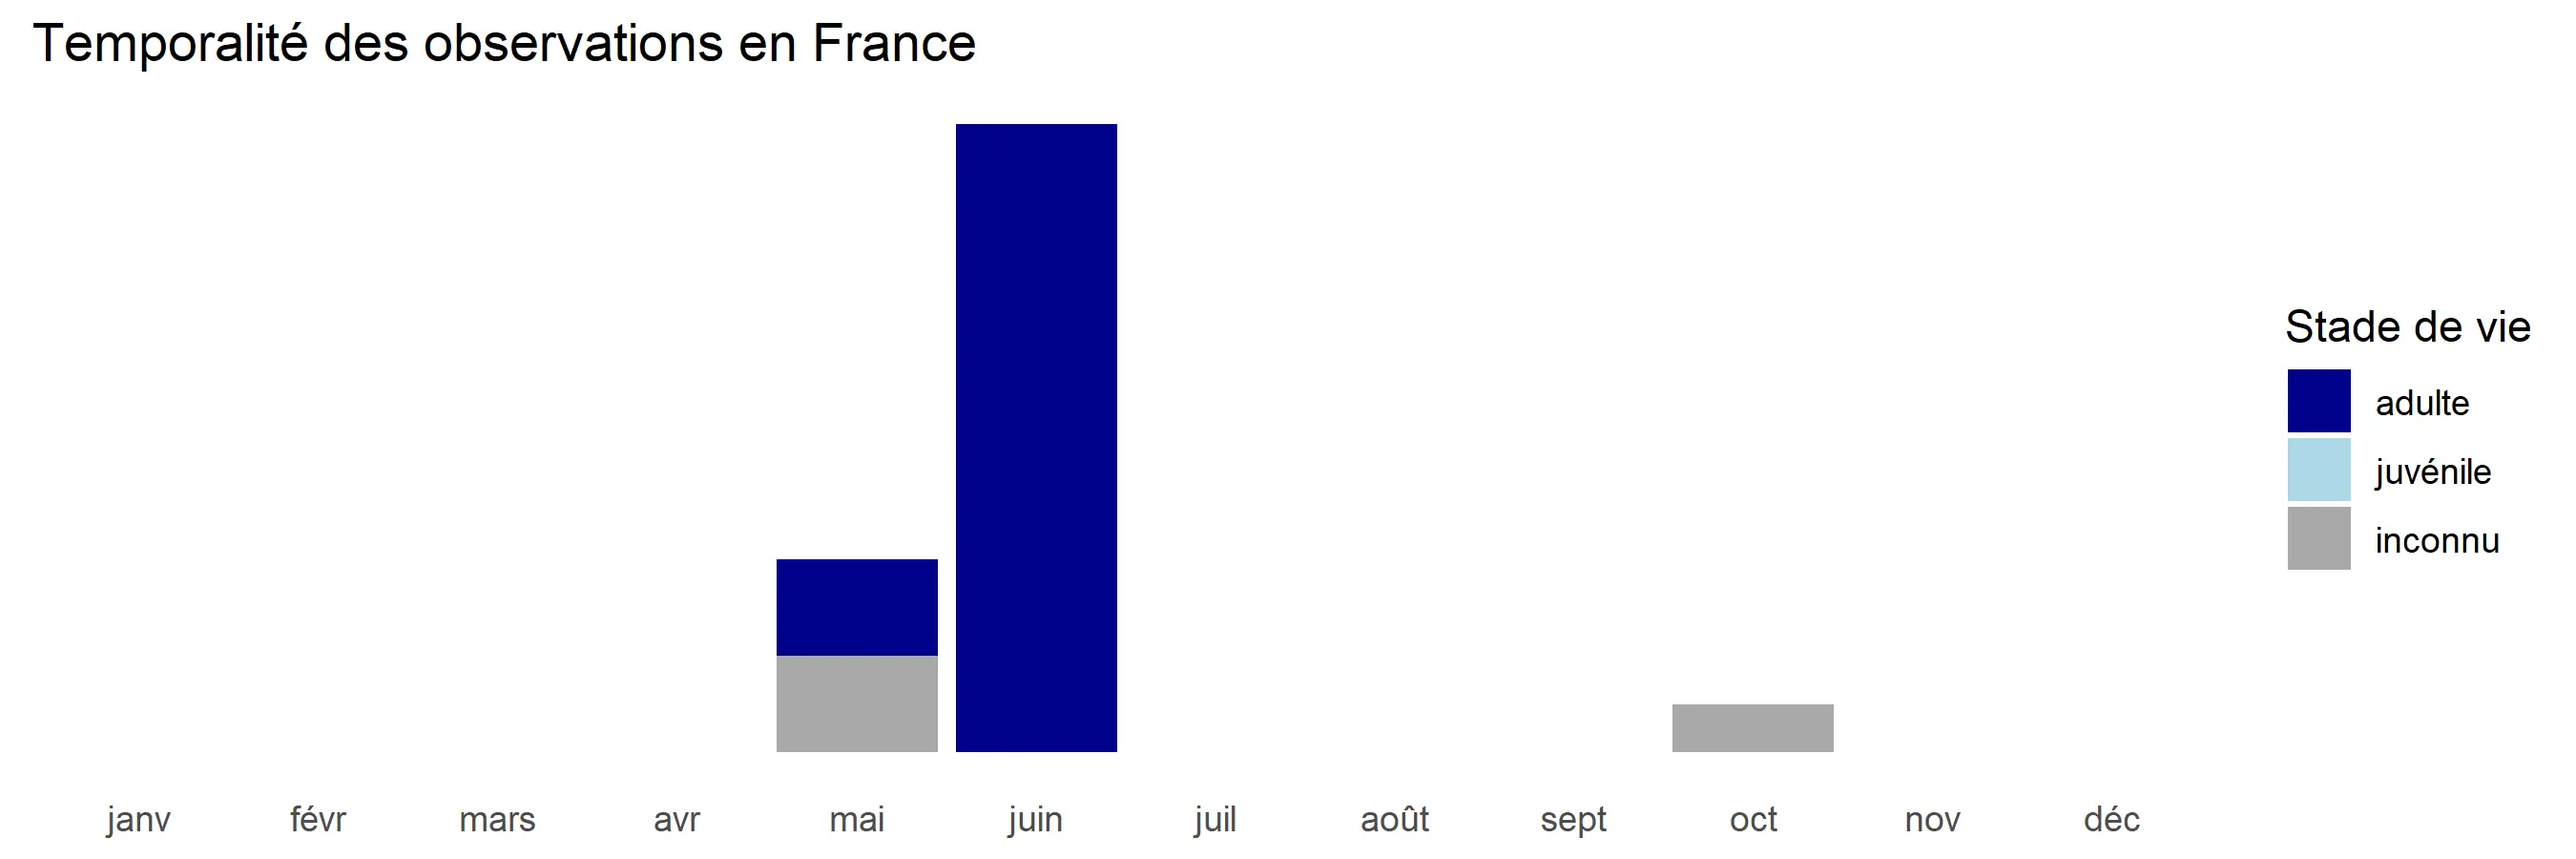 Temporalité des observations en France
Stade de vie
adulte
juvénile
inconnu
janv févr mars avr mai juin juil août sept oct nov déc